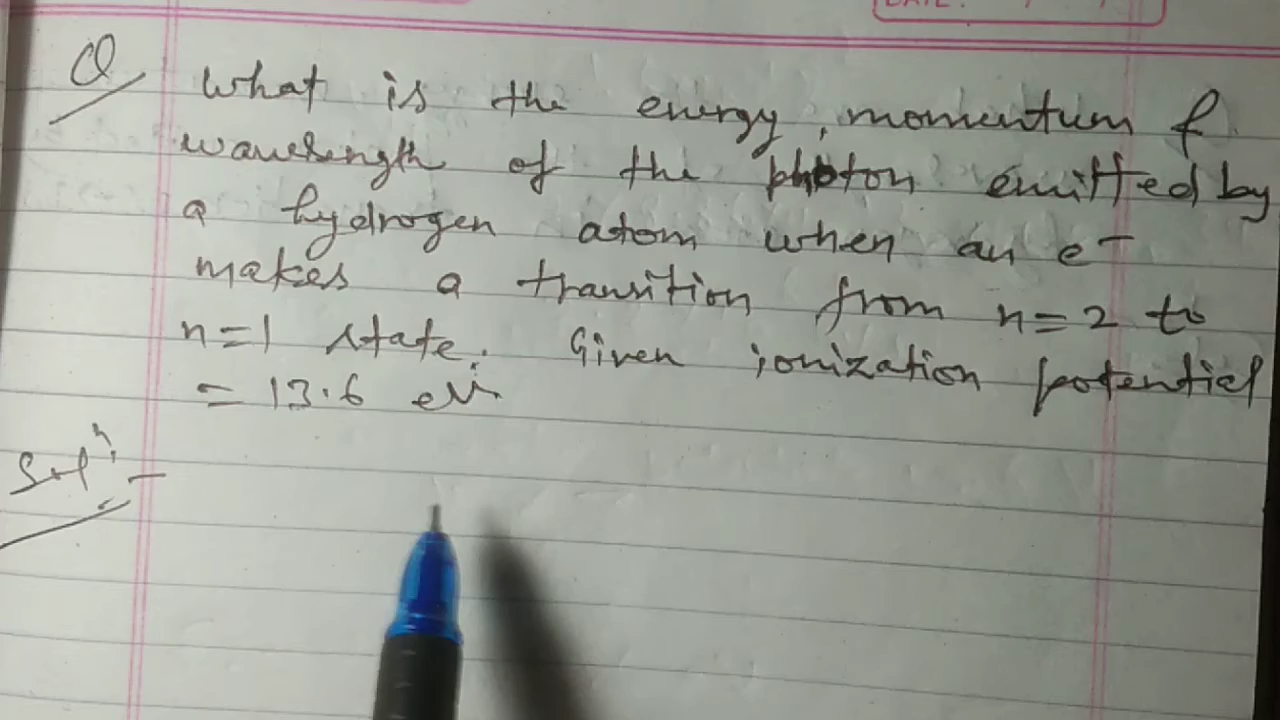 DATE: / /
Q What is the energy, momentum &
wavelength of the photon emitted by
a hydrogen atom when an e⁻
makes a transition from n=2 to
n=1 state. Given ionization potential
= 13.6 eV.
Solⁿ:-